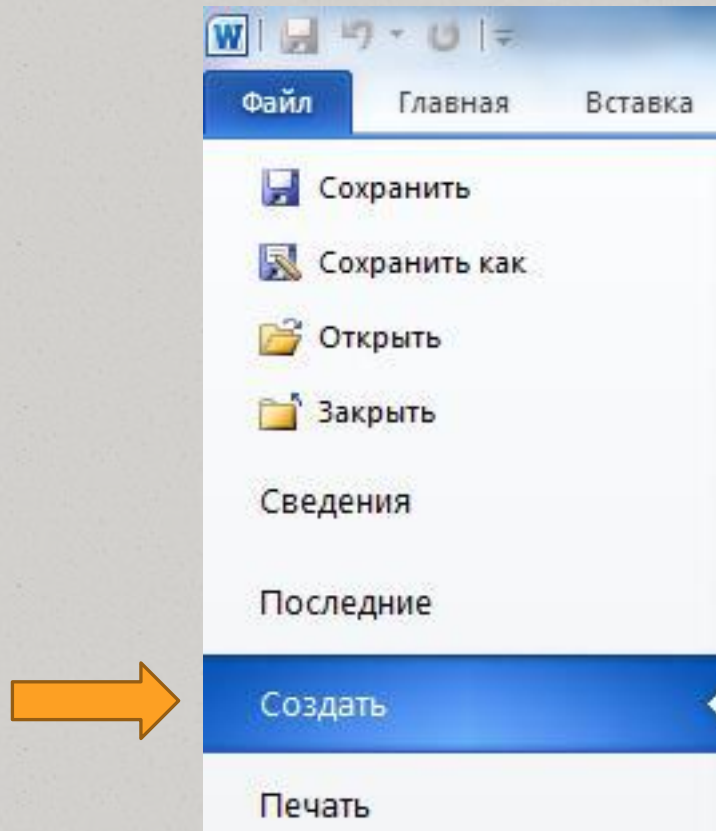 W
Файл Главная Вставка
Сохранить
Сохранить как
Открыть
Закрыть
Сведения
Последние
Создать
Печать